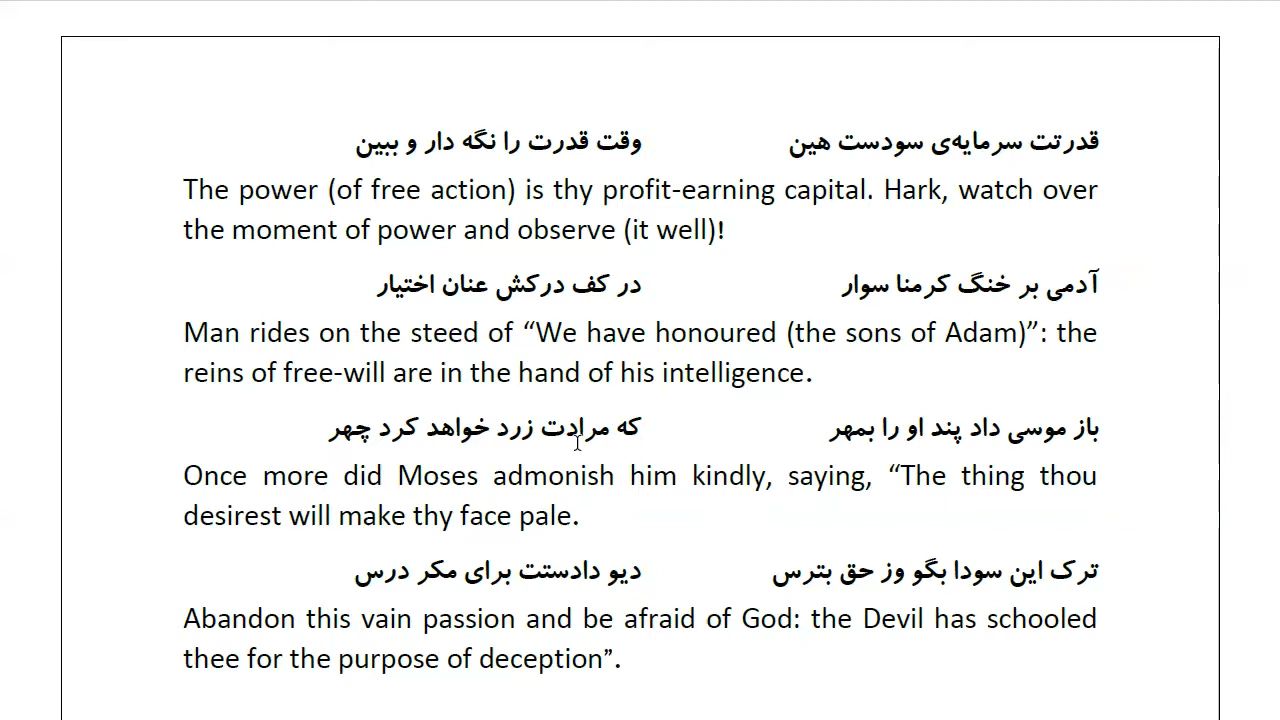 قدرتت سرمایه‌ی سودست هین وقت قدرت را نگه دار و ببین
The power (of free action) is thy profit-earning capital. Hark, watch over
the moment of power and observe (it well)!
آدمی بر خنگ کرمنا سوار در کف درکش عنان اختیار
Man rides on the steed of “We have honoured (the sons of Adam)”: the
reins of free-will are in the hand of his intelligence.
باز موسی داد پند او را بمهر که مرادت زرد خواهد کرد چهر
Once more did Moses admonish him kindly, saying, “The thing thou
desirest will make thy face pale.
ترک این سودا بگو وز حق بترس دیو دادستت برای مکر درس
Abandon this vain passion and be afraid of God: the Devil has schooled
thee for the purpose of deception”.